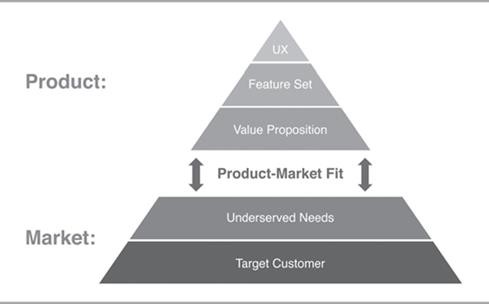 UX
Product:
Feature Set
Value Proposition
Product-Market Fit
Underserved Needs
Market:
Target Customer